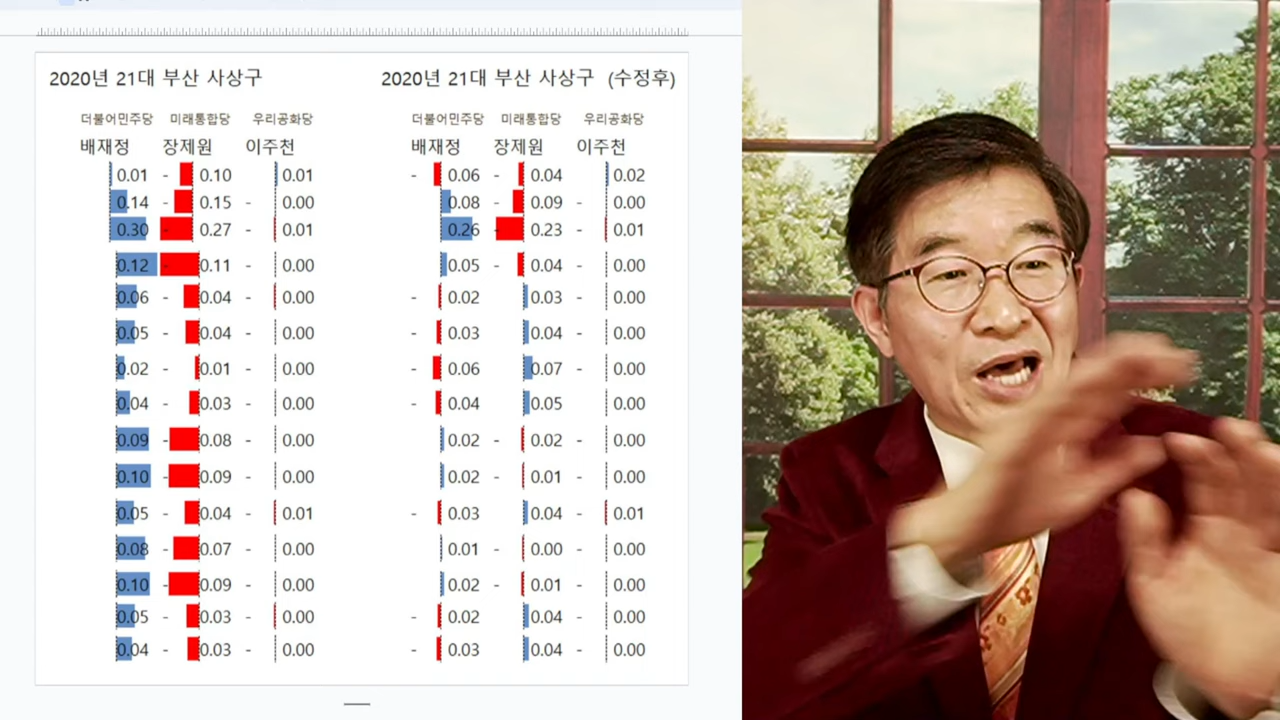 2020년 21대 부산 사상구 2020년 21대 부산 사상구 (수정후)
더불어민주당 미래통합당 우리공화당 더불어민주당 미래통합당 우리공화당
배재정 장제원 이주천 배재정 장제원 이주천
0.01 - 0.10 0.01 - 0.06 - 0.04 0.02
0.14 - 0.15 - 0.00 0.08 - 0.09 - 0.00
0.30 - 0.27 - 0.01 0.26 - 0.23 - 0.01
0.12 - 0.11 - 0.00 0.05 - 0.04 - 0.00
0.06 - 0.04 - 0.00 - 0.02 0.03 - 0.00
0.05 - 0.04 - 0.00 - 0.03 0.04 - 0.00
0.02 - 0.01 - 0.00 - 0.06 0.07 - 0.00
0.04 - 0.03 - 0.00 - 0.04 0.05 - 0.00
0.09 - 0.08 - 0.00 0.02 - 0.02 - 0.00
0.10 - 0.09 - 0.00 0.02 - 0.01 - 0.00
0.05 - 0.04 - 0.01 - 0.03 0.04 - 0.01
0.08 - 0.07 - 0.00 0.01 - 0.00 - 0.00
0.10 - 0.09 - 0.00 0.02 - 0.01 - 0.00
0.05 - 0.03 - 0.00 - 0.02 0.04 - 0.00
0.04 - 0.03 - 0.00 - 0.03 0.04 - 0.00